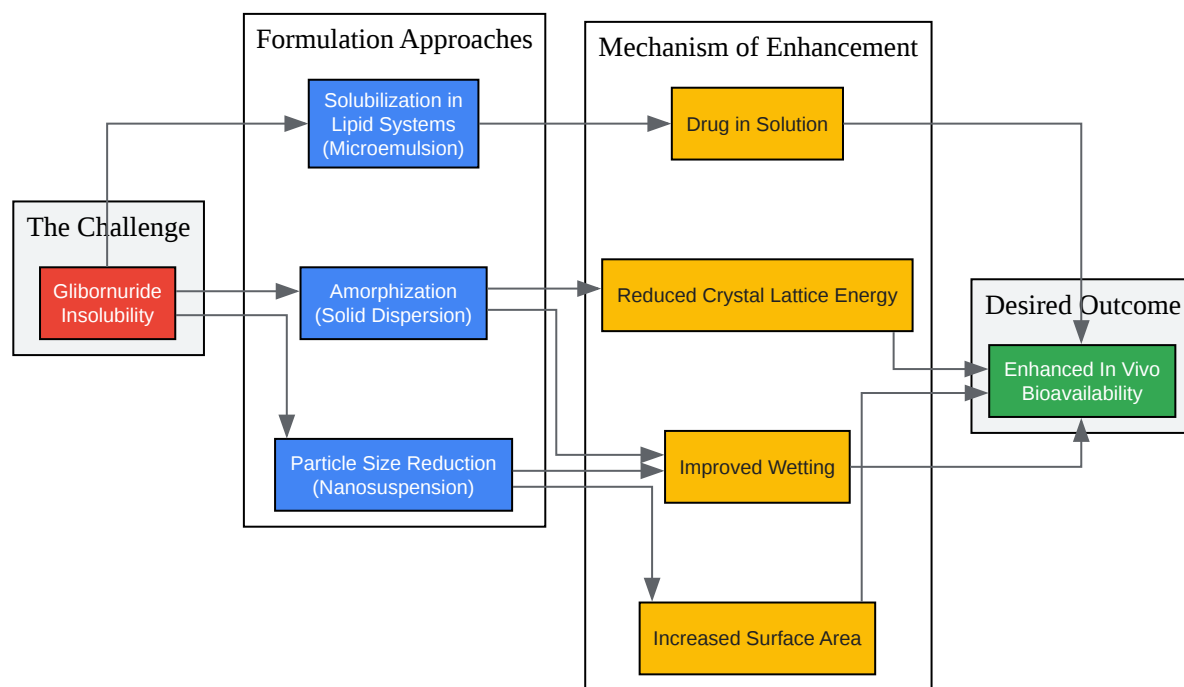 The Challenge
Glibornuride
Insolubility
Formulation Approaches
Solubilization in
Lipid Systems
(Microemulsion)
Amorphization
(Solid Dispersion)
Particle Size Reduction
(Nanosuspension)
Mechanism of Enhancement
Drug in Solution
Reduced Crystal Lattice Energy
Improved Wetting
Increased Surface Area
Desired Outcome
Enhanced In Vivo
Bioavailability